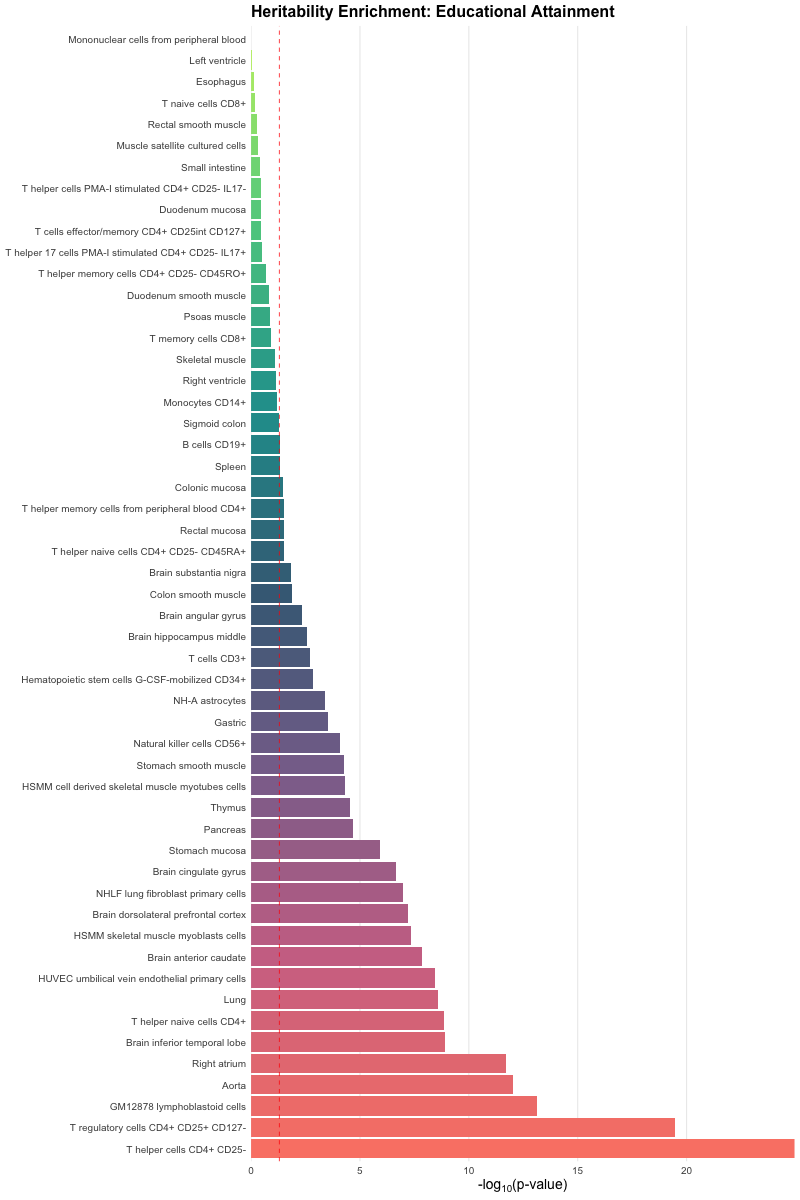 Heritability Enrichment: Educational Attainment
Mononuclear cells from peripheral blood
Left ventricle
Esophagus
T naive cells CD8+
Rectal smooth muscle
Muscle satellite cultured cells
Small intestine
T helper cells PMA-I stimulated CD4+ CD25- IL17-
Duodenum mucosa
T cells effector/memory CD4+ CD25int CD127+
T helper 17 cells PMA-I stimulated CD4+ CD25- IL17+
T helper memory cells CD4+ CD25- CD45RO+
Duodenum smooth muscle
Psoas muscle
T memory cells CD8+
Skeletal muscle
Right ventricle
Monocytes CD14+
Sigmoid colon
B cells CD19+
Spleen
Colonic mucosa
T helper memory cells from peripheral blood CD4+
Rectal mucosa
T helper naive cells CD4+ CD25- CD45RA+
Brain substantia nigra
Colon smooth muscle
Brain angular gyrus
Brain hippocampus middle
T cells CD3+
Hematopoietic stem cells G-CSF-mobilized CD34+
NH-A astrocytes
Gastric
Natural killer cells CD56+
Stomach smooth muscle
HSMM cell derived skeletal muscle myotubes cells
Thymus
Pancreas
Stomach mucosa
Brain cingulate gyrus
NHLF lung fibroblast primary cells
Brain dorsolateral prefrontal cortex
HSMM skeletal muscle myoblasts cells
Brain anterior caudate
HUVEC umbilical vein endothelial primary cells
Lung
T helper naive cells CD4+
Brain inferior temporal lobe
Right atrium
Aorta
GM12878 lymphoblastoid cells
T regulatory cells CD4+ CD25+ CD127-
T helper cells CD4+ CD25-
0 5 10 15 20
-log10(p-value)